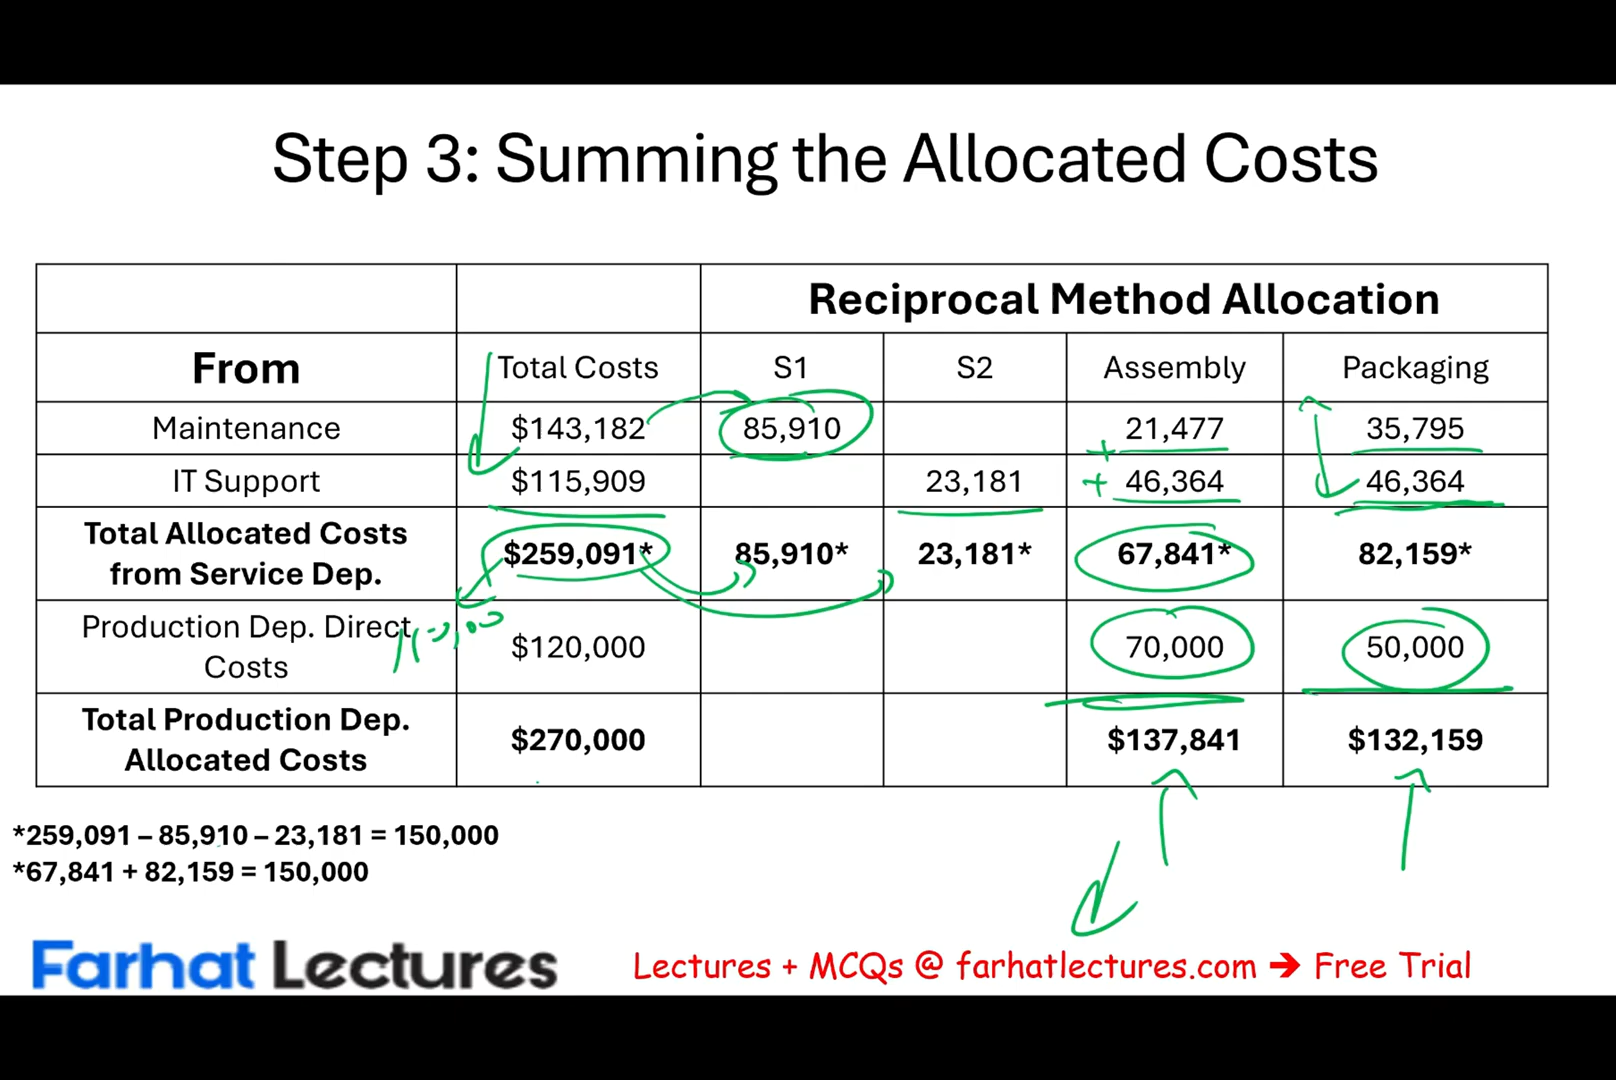 Step 3: Summing the Allocated Costs
Reciprocal Method Allocation
From Total Costs S1 S2 Assembly Packaging
Maintenance $143,182 85,910 21,477 35,795
IT Support $115,909 23,181 + 46,364 46,364
Total Allocated Costs
from Service Dep. $259,091* 85,910* 23,181* 67,841* 82,159*
Production Dep. Direct
Costs $120,000 70,000 50,000
Total Production Dep.
Allocated Costs $270,000 $137,841 $132,159
*259,091 – 85,910 – 23,181 = 150,000
*67,841 + 82,159 = 150,000
Farhat Lectures
Lectures + MCQs @ farhatlectures.com → Free Trial